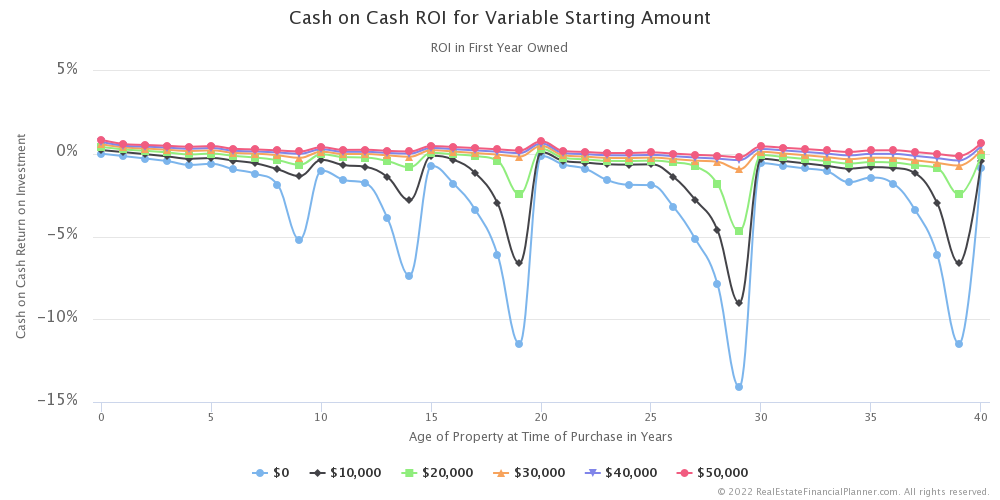 Cash on Cash ROI for Variable Starting Amount
ROI in First Year Owned
Cash on Cash Return on Investment
5%
0%
−5%
−10%
−15%
0 5 10 15 20 25 30 35 40
Age of Property at Time of Purchase in Years
$0 $10,000 $20,000 $30,000 $40,000 $50,000
© 2022 RealEstateFinancialPlanner.com. All rights reserved.